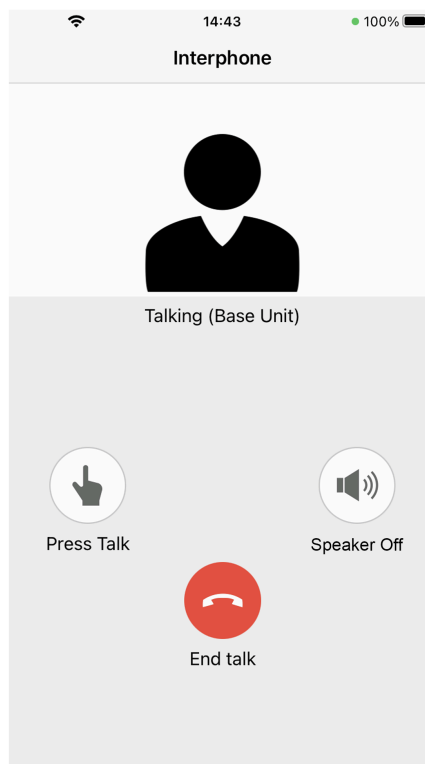 14:43
100%
Interphone
Talking (Base Unit)
Press Talk
Speaker Off
End talk